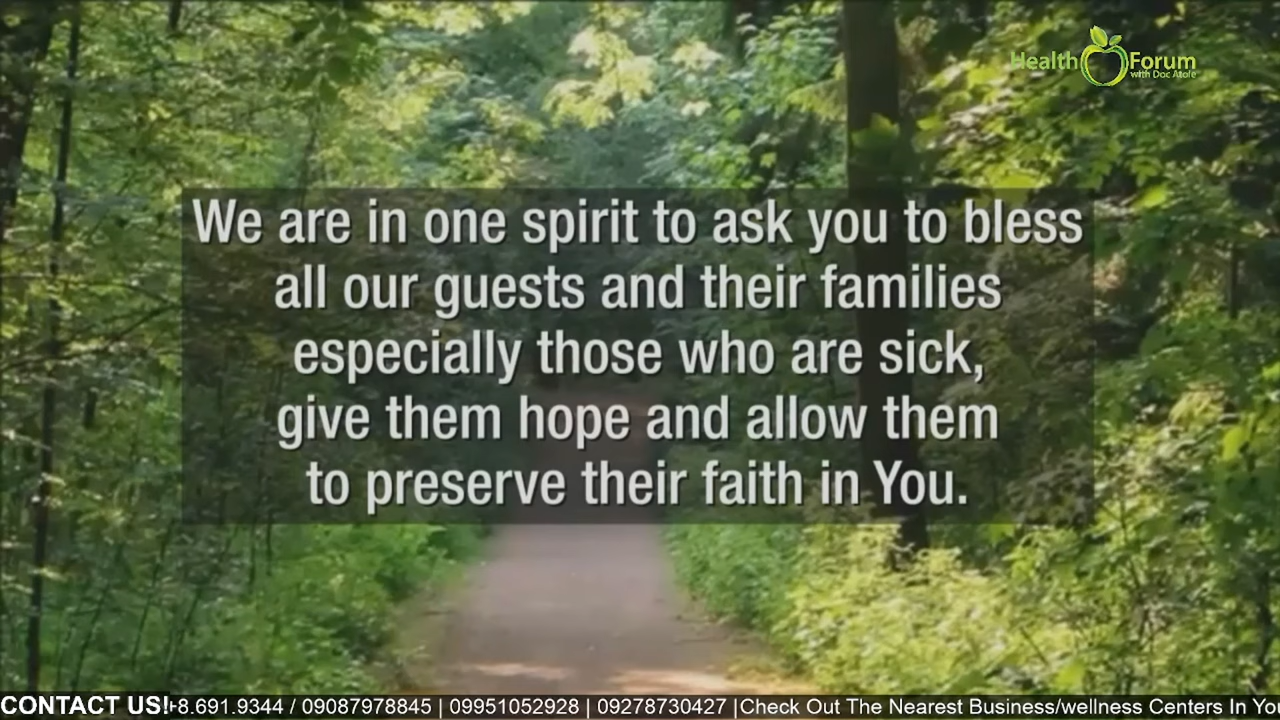 Health Forum
with Doc Atoie
We are in one spirit to ask you to bless
all our guests and their families
especially those who are sick,
give them hope and allow them
to preserve their faith in You.
CONTACT US! +8.691.9344 / 09087978845 | 09951052928 | 09278730427 |Check Out The Nearest Business/wellness Centers In You